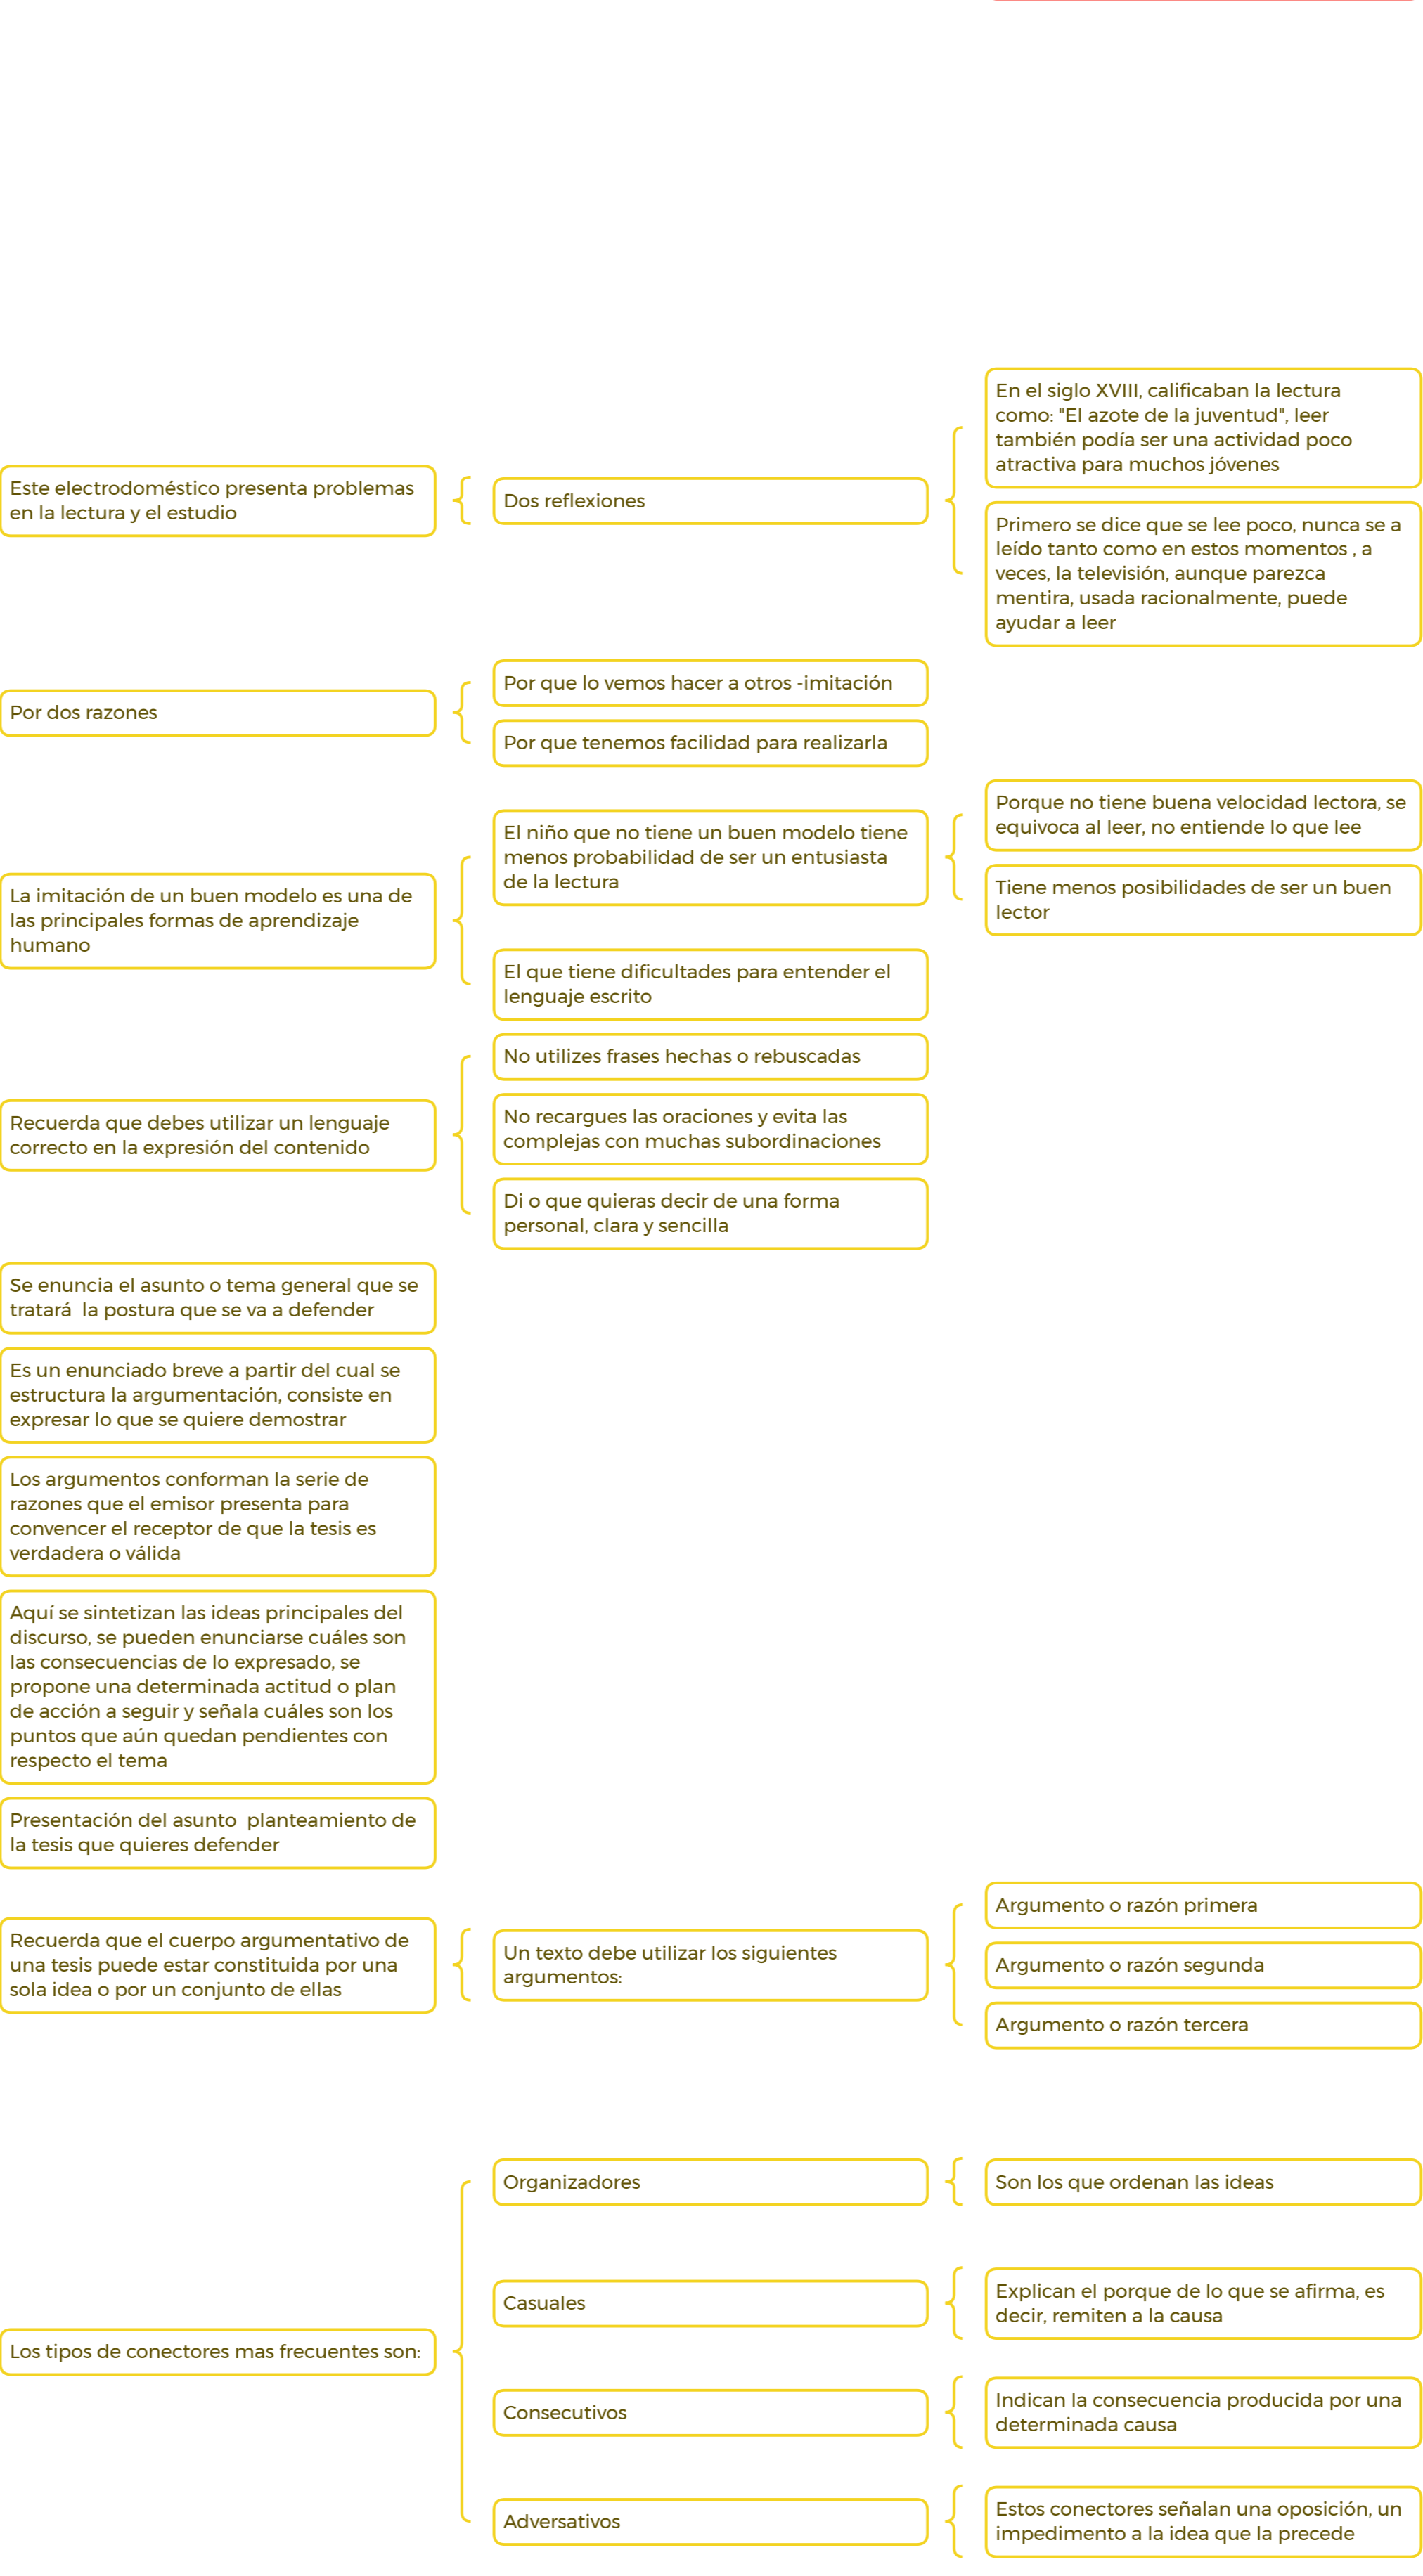 Este electrodoméstico presenta problemas
en la lectura y el estudio
Dos reflexiones
En el siglo XVIII, calificaban la lectura
como: "El azote de la juventud", leer
también podía ser una actividad poco
atractiva para muchos jóvenes
Primero se dice que se lee poco, nunca se a
leído tanto como en estos momentos , a
veces, la televisión, aunque parezca
mentira, usada racionalmente, puede
ayudar a leer
Por dos razones
Por que lo vemos hacer a otros -imitación
Por que tenemos facilidad para realizarla
La imitación de un buen modelo es una de
las principales formas de aprendizaje
humano
El niño que no tiene un buen modelo tiene
menos probabilidad de ser un entusiasta
de la lectura
Porque no tiene buena velocidad lectora, se
equivoca al leer, no entiende lo que lee
Tiene menos posibilidades de ser un buen
lector
El que tiene dificultades para entender el
lenguaje escrito
Recuerda que debes utilizar un lenguaje
correcto en la expresión del contenido
No utilizes frases hechas o rebuscadas
No recargues las oraciones y evita las
complejas con muchas subordinaciones
Di o que quieras decir de una forma
personal, clara y sencilla
Se enuncia el asunto o tema general que se
tratará  la postura que se va a defender
Es un enunciado breve a partir del cual se
estructura la argumentación, consiste en
expresar lo que se quiere demostrar
Los argumentos conforman la serie de
razones que el emisor presenta para
convencer el receptor de que la tesis es
verdadera o válida
Aquí se sintetizan las ideas principales del
discurso, se pueden enunciarse cuáles son
las consecuencias de lo expresado, se
propone una determinada actitud o plan
de acción a seguir y señala cuáles son los
puntos que aún quedan pendientes con
respecto el tema
Presentación del asunto  planteamiento de
la tesis que quieres defender
Recuerda que el cuerpo argumentativo de
una tesis puede estar constituida por una
sola idea o por un conjunto de ellas
Un texto debe utilizar los siguientes
argumentos:
Argumento o razón primera
Argumento o razón segunda
Argumento o razón tercera
Los tipos de conectores mas frecuentes son:
Organizadores
Son los que ordenan las ideas
Casuales
Explican el porque de lo que se afirma, es
decir, remiten a la causa
Consecutivos
Indican la consecuencia producida por una
determinada causa
Adversativos
Estos conectores señalan una oposición, un
impedimento a la idea que la precede